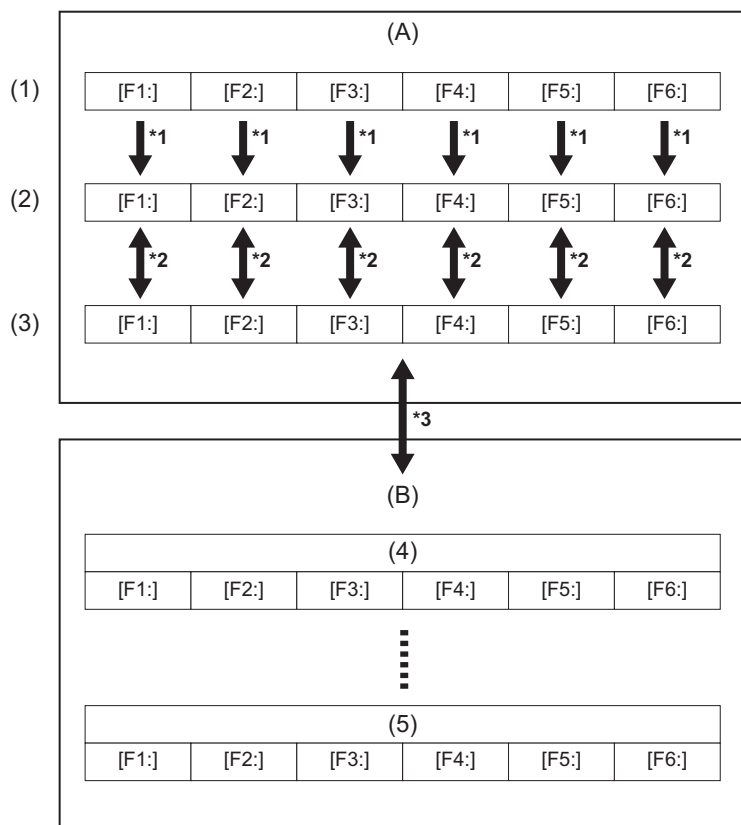 (A)
(1) [F1:] [F2:] [F3:] [F4:] [F5:] [F6:]
*1 *1 *1 *1 *1 *1
(2) [F1:] [F2:] [F3:] [F4:] [F5:] [F6:]
*2 *2 *2 *2 *2 *2
(3) [F1:] [F2:] [F3:] [F4:] [F5:] [F6:]
*3
(B)
(4)
[F1:] [F2:] [F3:] [F4:] [F5:] [F6:]
(5)
[F1:] [F2:] [F3:] [F4:] [F5:] [F6:]